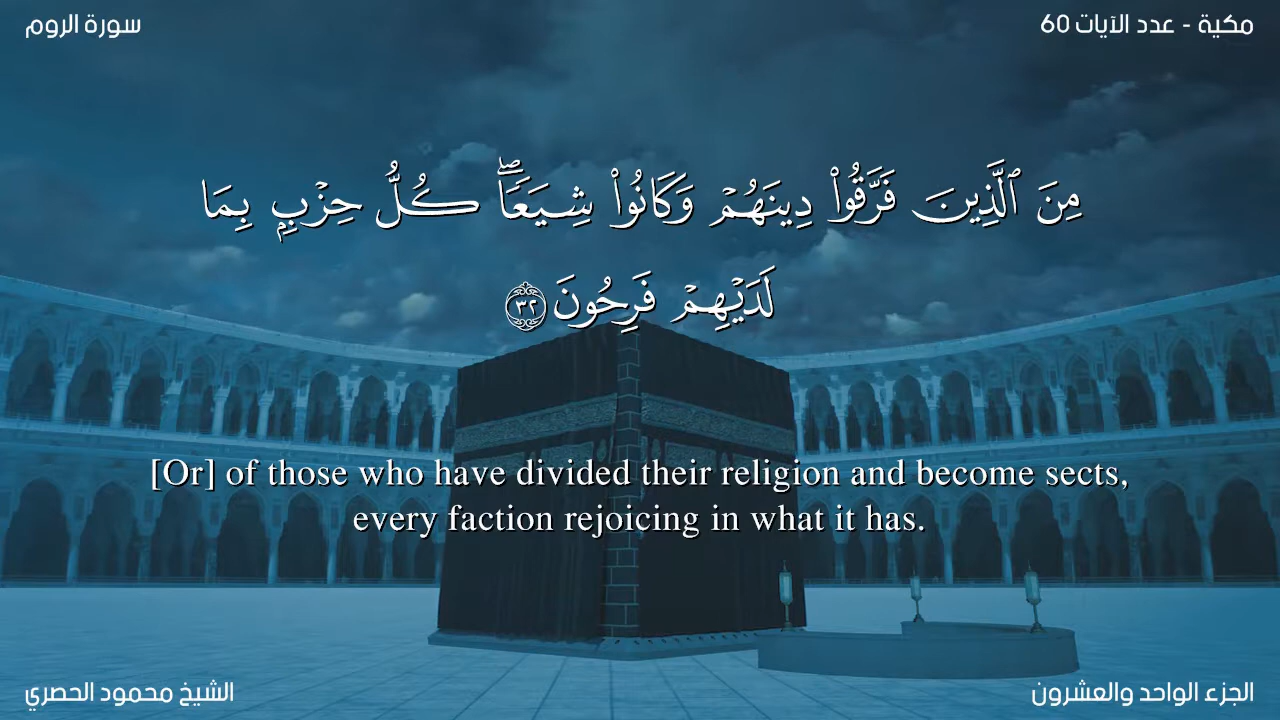 مكية - عدد الآيات 60
سورة الروم
مِنَ ٱلَّذِينَ فَرَّقُوا۟ دِينَهُمْ وَكَانُوا۟ شِيَعًۭا ۖ كُلُّ حِزْبٍۭ بِمَا
لَدَيْهِمْ فَرِحُونَ ٣٢
[Or] of those who have divided their religion and become sects,
every faction rejoicing in what it has.
الجزء الواحد والعشرون
الشيخ محمود الحصري